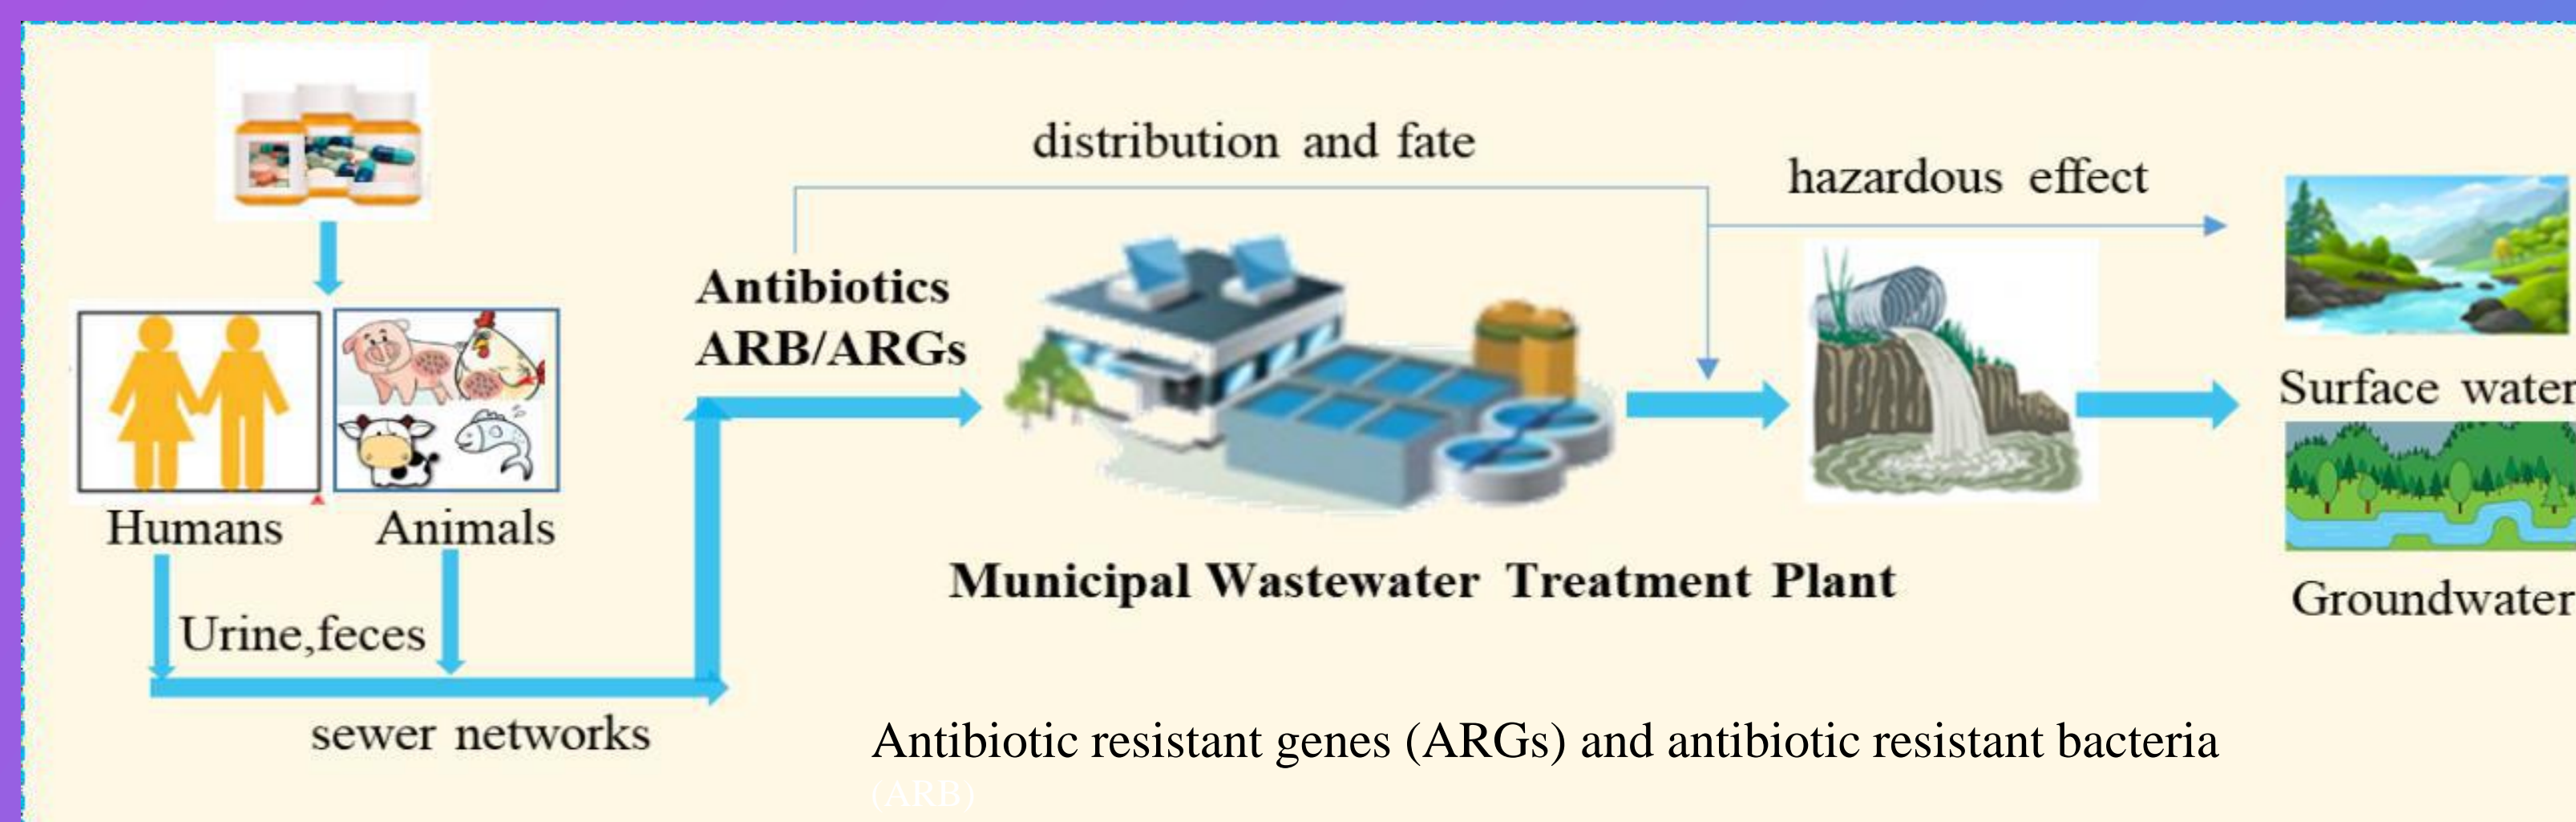 distribution and fate
hazardous effect
Antibiotics
ARB/ARGs
Humans
Animals
Urine,feces
sewer networks
Municipal Wastewater Treatment Plant
Surface water
Groundwater
Antibiotic resistant genes (ARGs) and antibiotic resistant bacteria
(ARB)